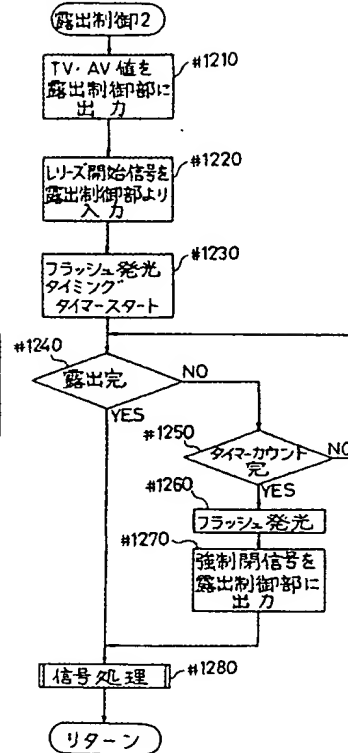 露出制御2
#1210
TV・AV値を
露出制御部に
出力
#1220
レリーズ開始信号を
露出制御部より
入力
#1230
フラッシュ発光
タイミング
タイマースタート
#1240
露出完
NO
YES
#1250
タイマーカウント
完
NO
YES
#1260
フラッシュ発光
#1270
強制閉信号を
露出制御部に
出力
信号処理
#1280
リターン